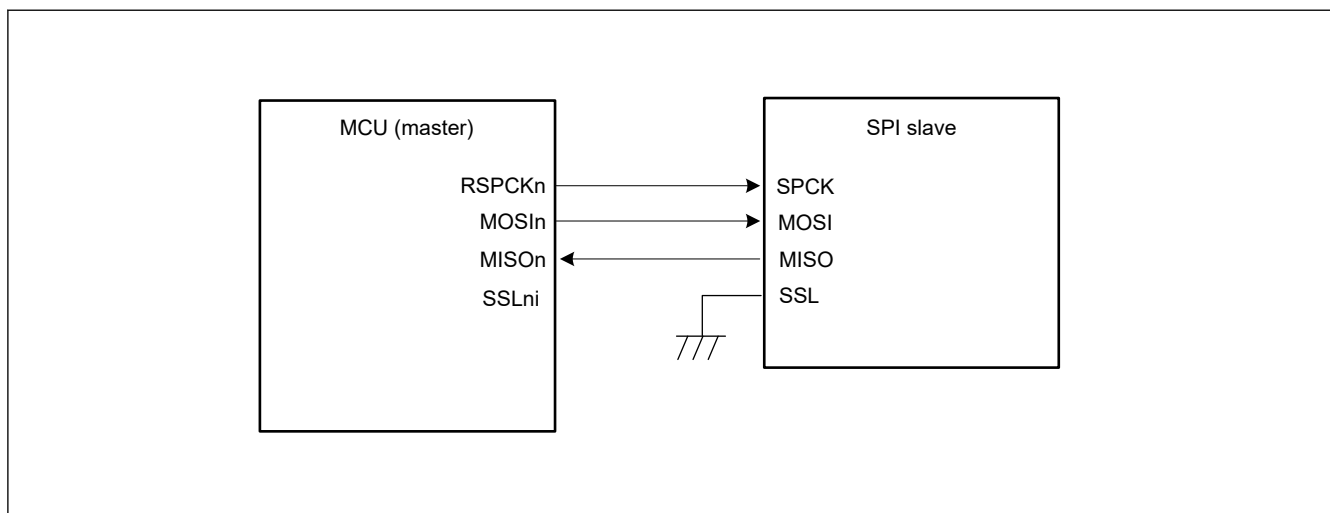 MCU (master)
RSPCKn
MOSIn
MISOn
SSLni
SPI slave
SPCK
MOSI
MISO
SSL